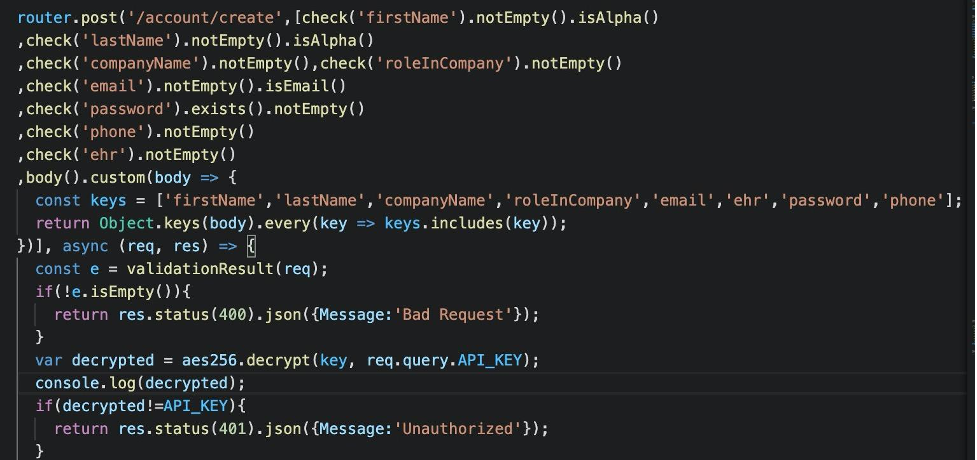 router.post('/account/create',[check('firstName').notEmpty().isAlpha()
,check('lastName').notEmpty().isAlpha()
,check('companyName').notEmpty(),check('roleInCompany').notEmpty()
,check('email').notEmpty().isEmail()
,check('password').exists().notEmpty()
,check('phone').notEmpty()
,check('ehr').notEmpty()
,body().custom(body => {
  const keys = ['firstName','lastName','companyName','roleInCompany','email','ehr','password','phone'];
  return Object.keys(body).every(key => keys.includes(key));
})], async (req, res) => {
  const e = validationResult(req);
  if(!e.isEmpty()){
    return res.status(400).json({Message:'Bad Request'});
  }
  var decrypted = aes256.decrypt(key, req.query.API_KEY);
  console.log(decrypted);
  if(decrypted!=API_KEY){
    return res.status(401).json({Message:'Unauthorized'});
  }